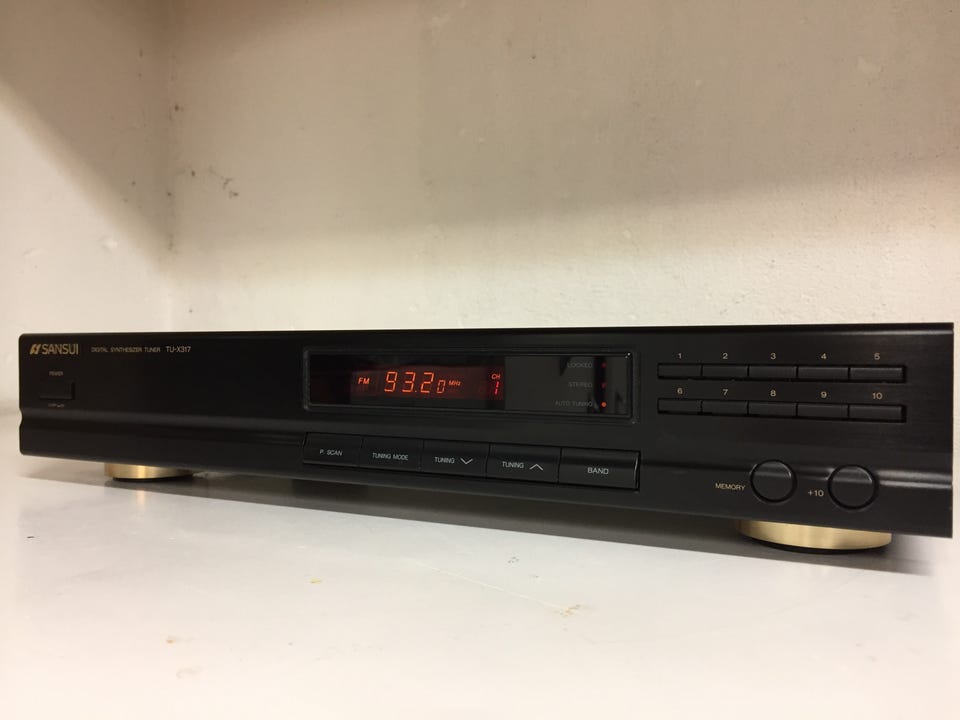 SANSUI DIGITAL SYNTHESIZER TUNER TU-X317
POWER
FM 93.20 MHz CH 1
LOCKED
STEREO
AUTO TUNING
1 2 3 4 5
6 7 8 9 10
P. SCAN TUNING MODE TUNING TUNING BAND
MEMORY +10